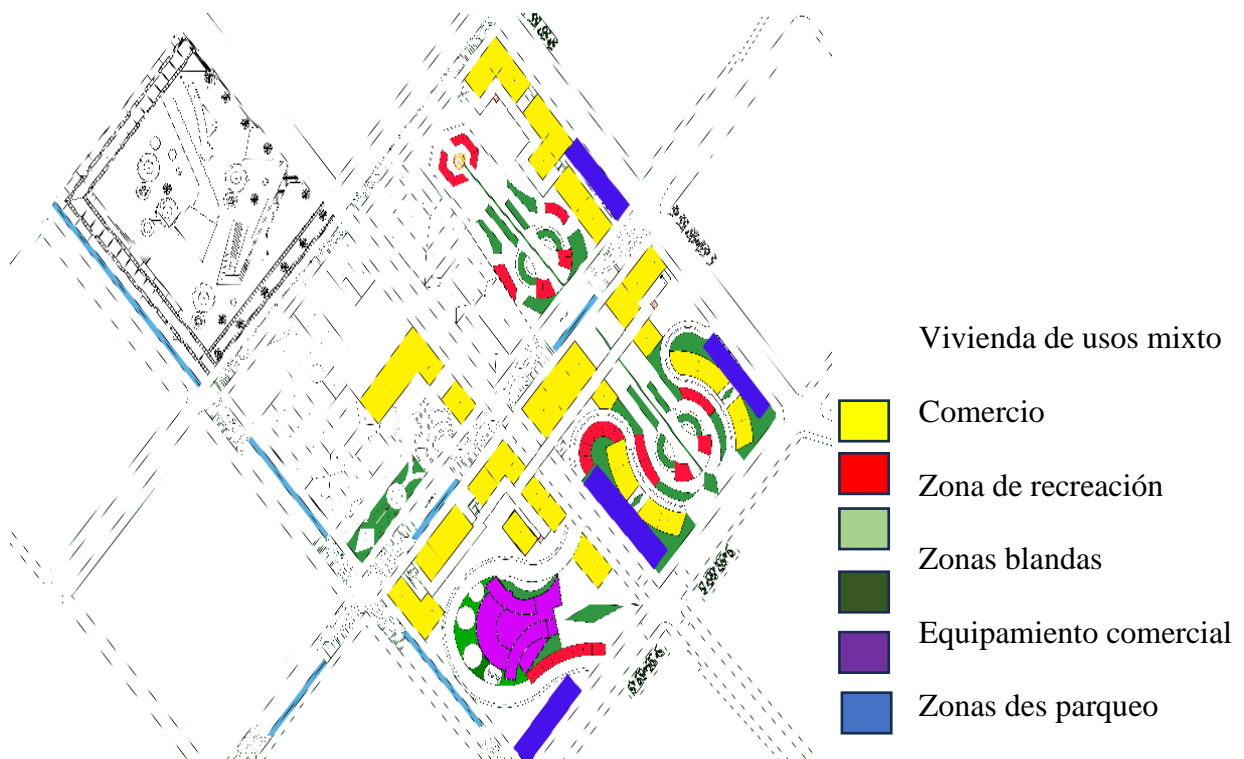 Vivienda de usos mixto
Comercio
Zona de recreación
Zonas blandas
Equipamiento comercial
Zonas des parqueo